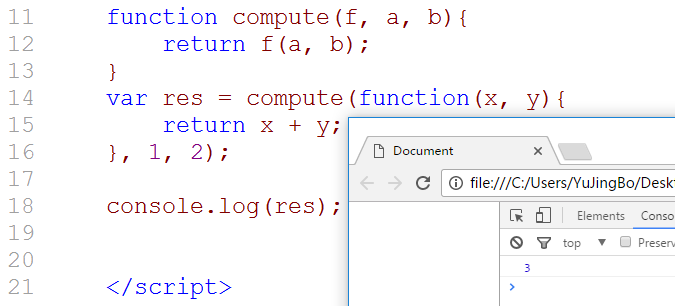 11 function compute(f, a, b){
12 return f(a, b);
13 }
14 var res = compute(function(x, y){
15 return x + y;
16 }, 1, 2);
17
18 console.log(res);
19
20
21 </script>
Document
file:///C:/Users/YuJingBo/Deskt
Elements Conso
top ▼ Preserv
3
>